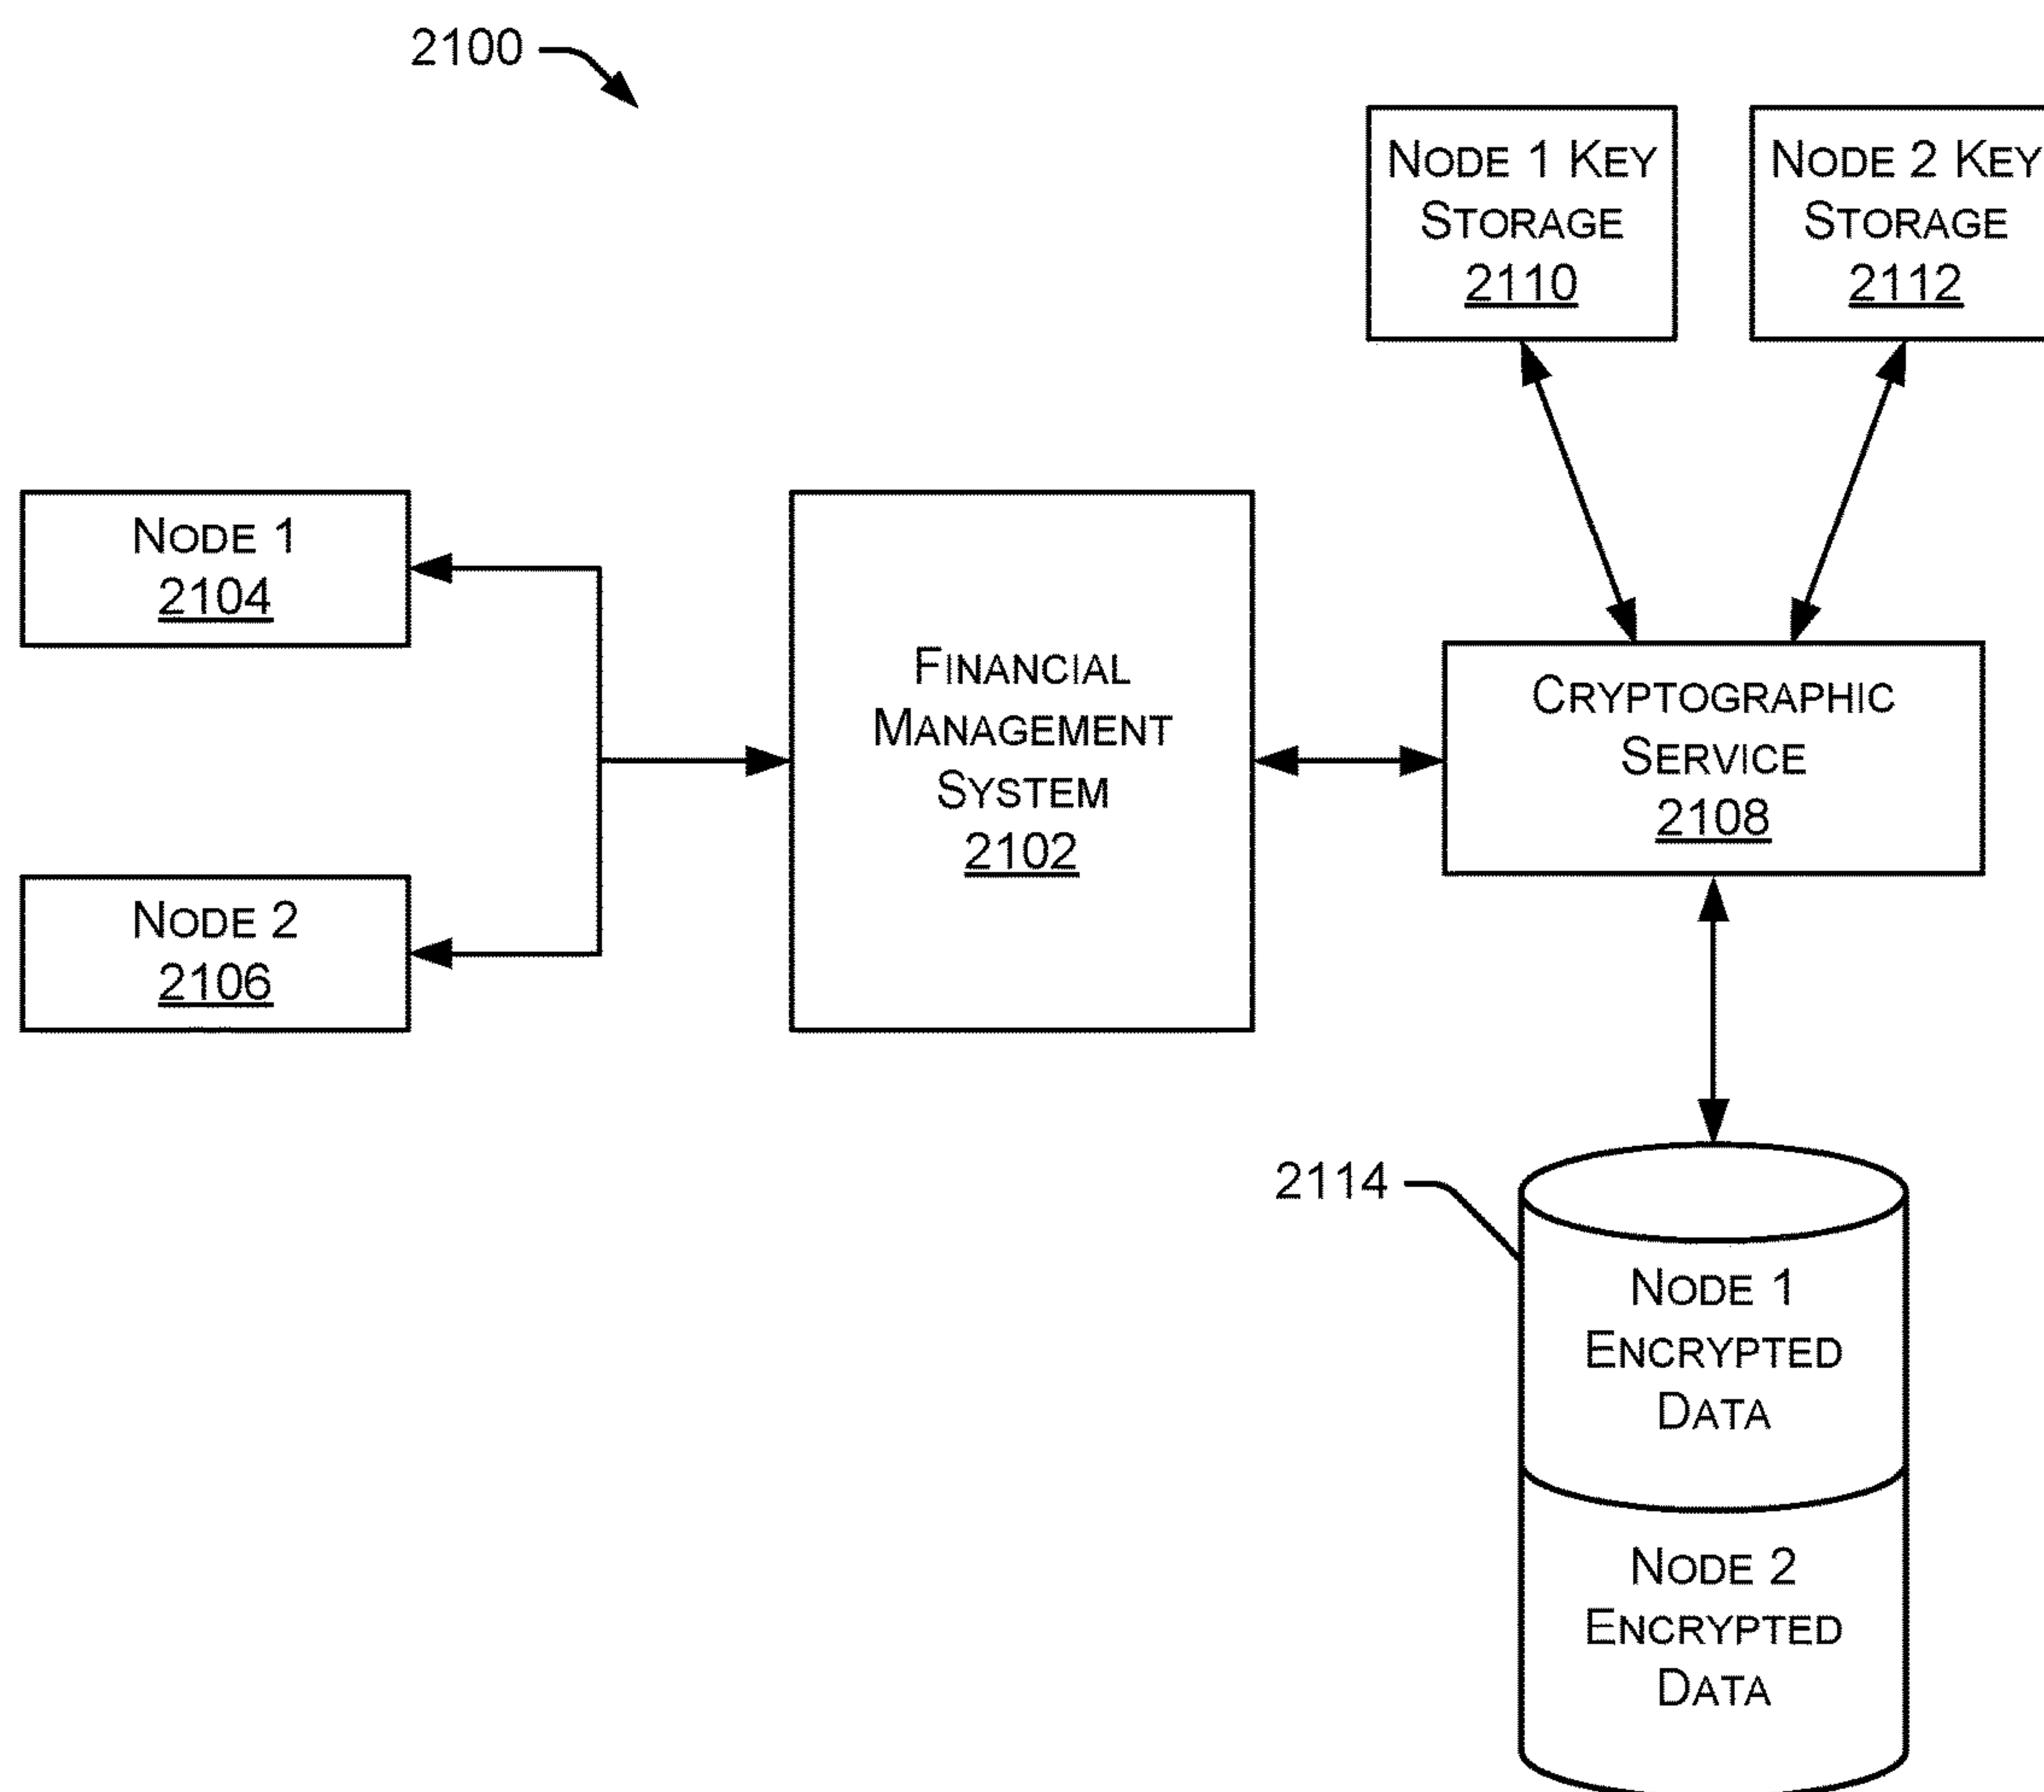 2100
NODE 1 KEY
STORAGE
2110
NODE 2 KEY
STORAGE
2112
NODE 1
2104
FINANCIAL
MANAGEMENT
SYSTEM
2102
CRYPTOGRAPHIC
SERVICE
2108
NODE 2
2106
2114
NODE 1
ENCRYPTED
DATA
NODE 2
ENCRYPTED
DATA